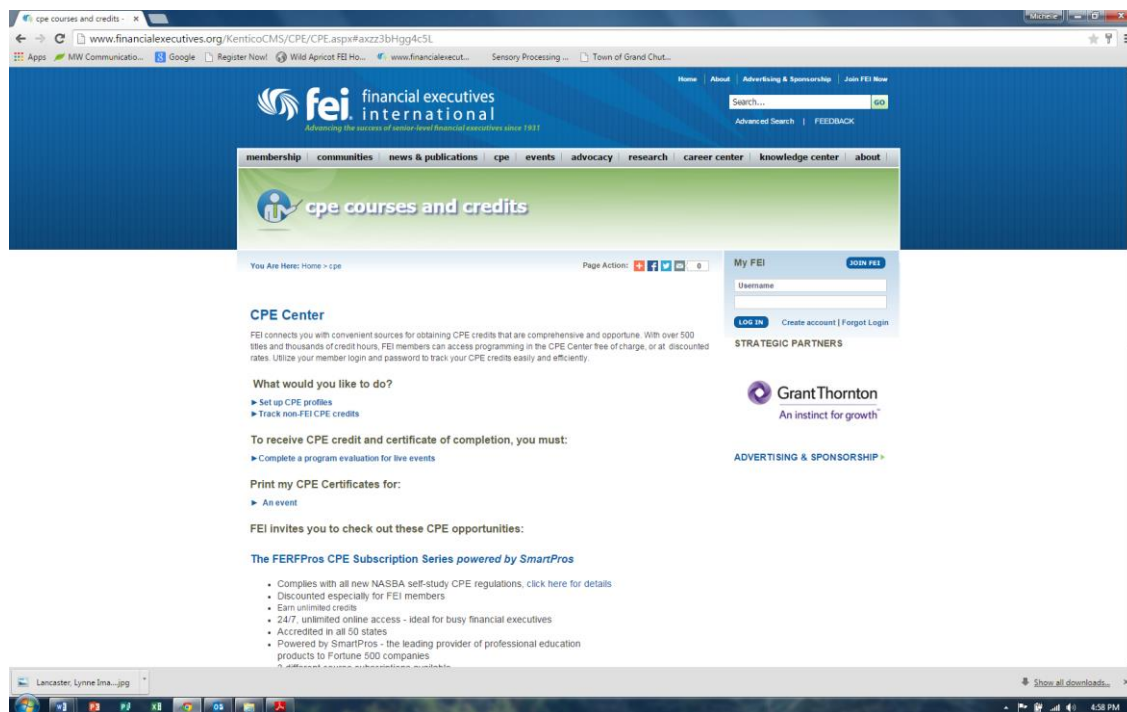 cpe courses and credits -
Michele
www.financialexecutives.org/KenticoCMS/CPE/CPE.aspx#axzz3bHgg4c5L
Apps MW Communicatio... Google Register Now! Wild Apricot FEI Ho... www.financialexecut... Sensory Processing ... Town of Grand Chut...
Home | About | Advertising & Sponsorship | Join FEI Now
fei. financial executives
international
Advancing the success of senior-level financial executives since 1931
Search... GO
Advanced Search | FEEDBACK
membership communities news & publications cpe events advocacy research career center knowledge center about
cpe courses and credits
You Are Here: Home > cpe
Page Action: 0
My FEI JOIN FEI
Username
LOG IN Create account | Forgot Login
CPE Center
FEI connects you with convenient sources for obtaining CPE credits that are comprehensive and opportune. With over 500
titles and thousands of credit hours, FEI members can access programming in the CPE Center free of charge, or at discounted
rates. Utilize your member login and password to track your CPE credits easily and efficiently.
STRATEGIC PARTNERS
Grant Thornton
An instinct for growth™
ADVERTISING & SPONSORSHIP
What would you like to do?
►Set up CPE profiles
►Track non-FEI CPE credits
To receive CPE credit and certificate of completion, you must:
►Complete a program evaluation for live events
Print my CPE Certificates for:
► An event
FEI invites you to check out these CPE opportunities:
The FERFPros CPE Subscription Series powered by SmartPros
• Complies with all new NASBA self-study CPE regulations, click here for details
• Discounted especially for FEI members
• Earn unlimited credits
• 24/7, unlimited online access - ideal for busy financial executives
• Accredited in all 50 states
• Powered by SmartPros - the leading provider of professional education
products to Fortune 500 companies
Lancaster, Lynne Ima....jpg
Show all downloads...
4:58 PM